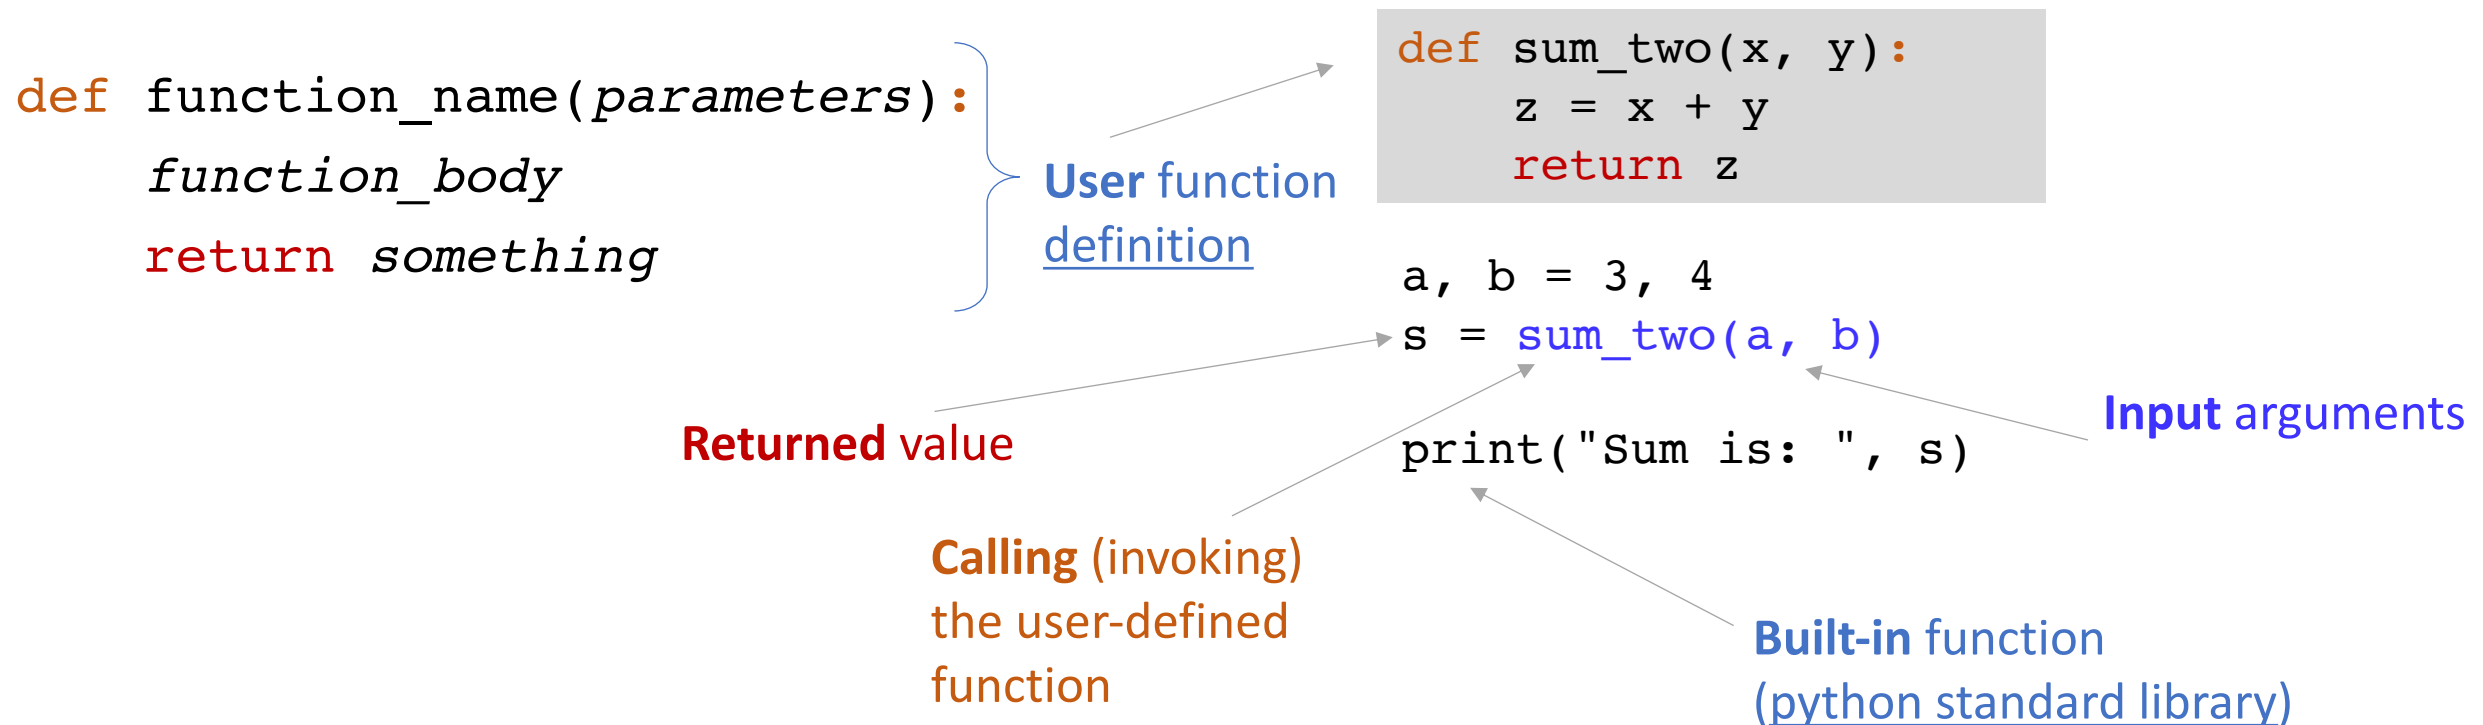 def function_name(parameters):
    function_body
    return something
User function
definition
def sum_two(x, y):
    z = x + y
    return z
a, b = 3, 4
s = sum_two(a, b)
print("Sum is: ", s)
Returned value
Input arguments
Calling (invoking)
the user-defined
function
Built-in function
(python standard library)